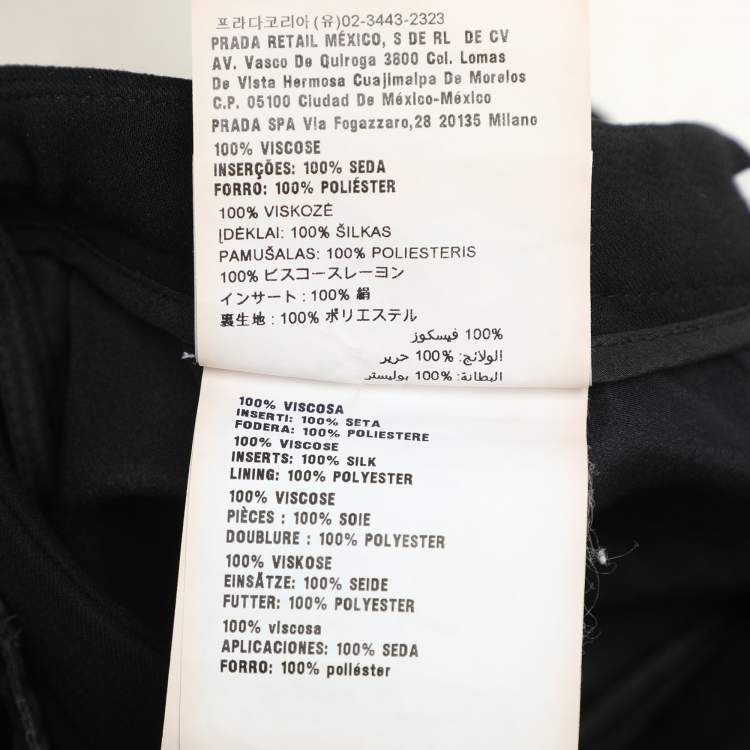 프라다코리아(유)02-3443-2323
PRADA RETAIL MÉXICO, S DE RL DE CV
AV. Vasco De Quiroga 3800 Col. Lomas
De Vista Hermosa Cuajimalpa De Morelos
C.P. 05100 Ciudad De México-México
PRADA SPA Via Fogazzaro,28 20135 Milano
100% VISCOSE
INSERÇÕES: 100% SEDA
FORRO: 100% POLIÉSTER
100% VISKOZĖ
ĮDĖKLAI: 100% ŠILKAS
PAMUŠALAS: 100% POLIESTERIS
100% ビスコースレーヨン
インサート : 100% 絹
裏生地 : 100% ポリエステル
100% فيسكوز
الولائج: 100% حرير
البطانة: 100% بوليستر
100% VISCOSA
INSERTI: 100% SETA
FODERA: 100% POLIESTERE
100% VISCOSE
INSERTS: 100% SILK
LINING: 100% POLYESTER
100% VISCOSE
PIÈCES : 100% SOIE
DOUBLURE : 100% POLYESTER
100% VISKOSE
EINSÄTZE: 100% SEIDE
FUTTER: 100% POLYESTER
100% viscosa
APLICACIONES: 100% SEDA
FORRO: 100% poliéster